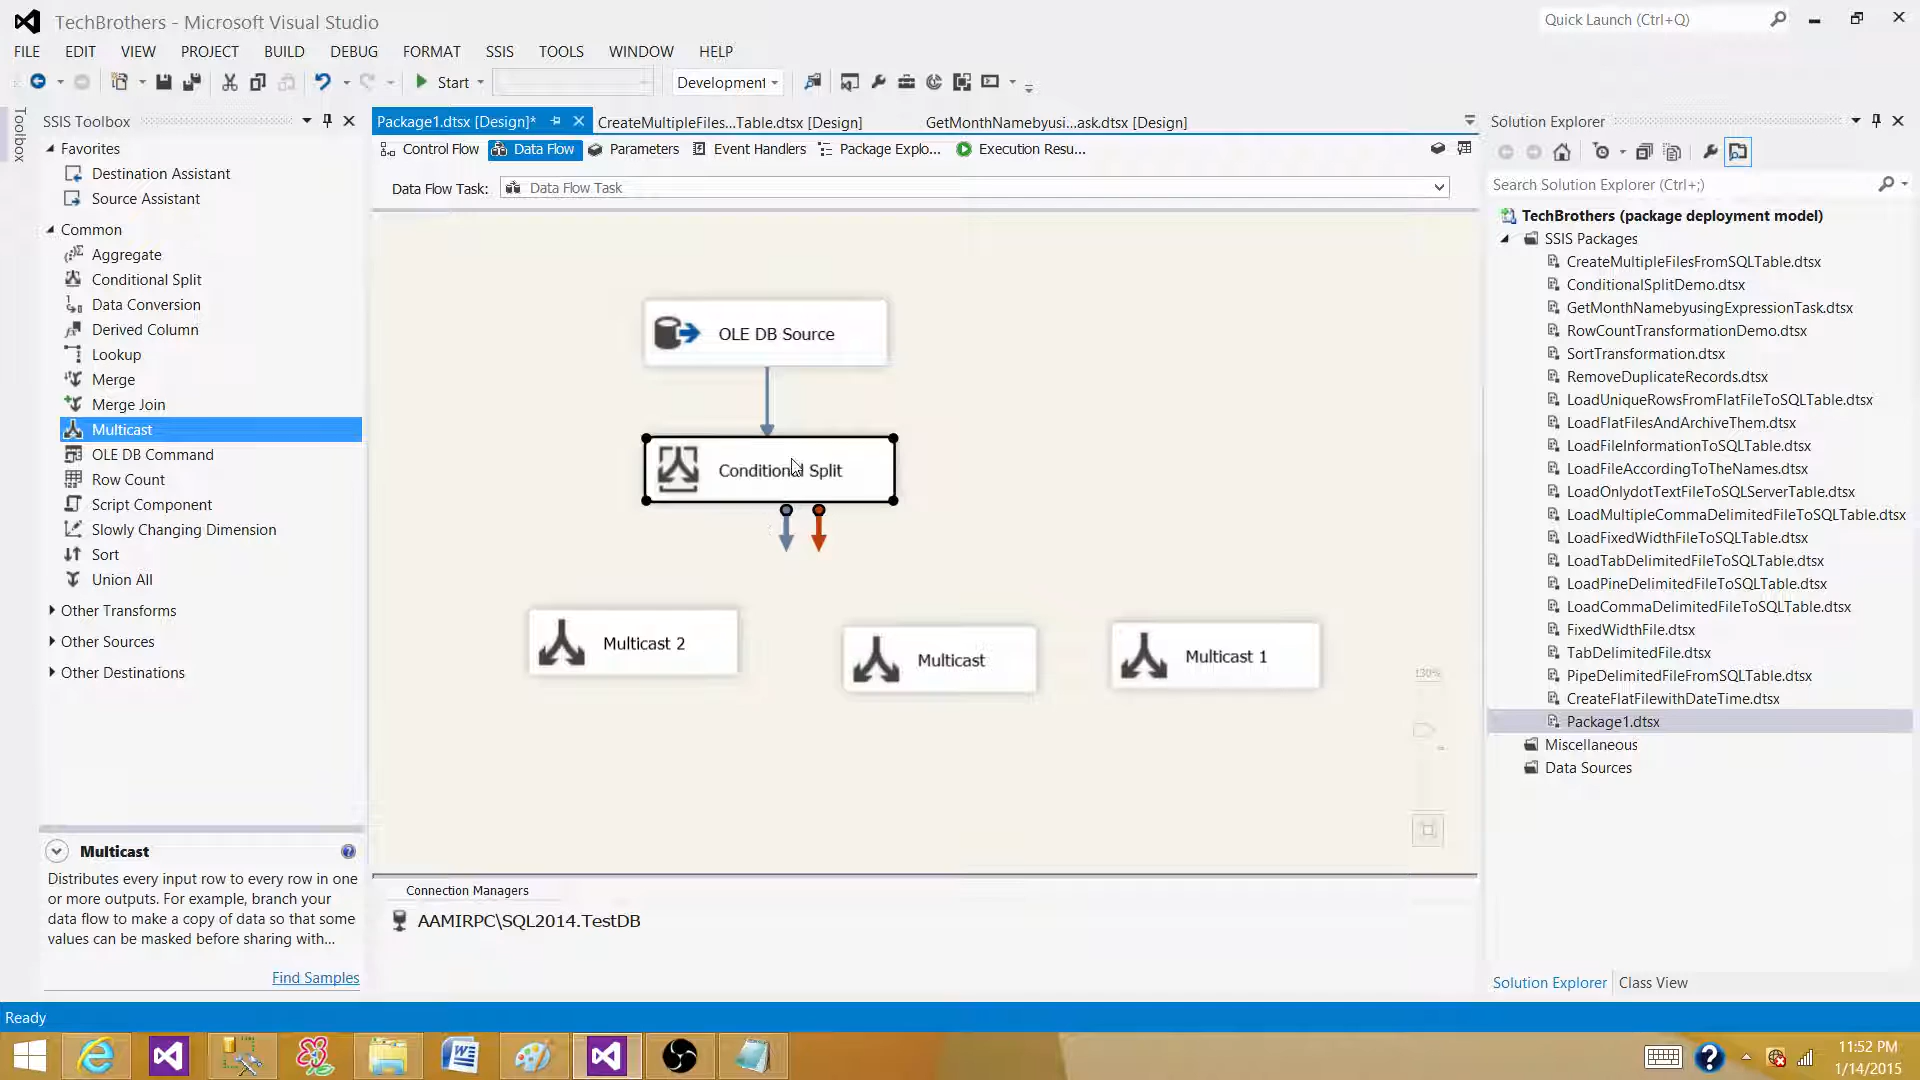 TechBrothers - Microsoft Visual Studio
Quick Launch (Ctrl+Q)
FILE EDIT VIEW PROJECT BUILD DEBUG FORMAT SSIS TOOLS WINDOW HELP
Start
Development
Toolbox
SSIS Toolbox
Favorites
Destination Assistant
Source Assistant
Common
Aggregate
Conditional Split
Data Conversion
Derived Column
Lookup
Merge
Merge Join
Multicast
OLE DB Command
Row Count
Script Component
Slowly Changing Dimension
Sort
Union All
Other Transforms
Other Sources
Other Destinations
Multicast
Distributes every input row to every row in one
or more outputs. For example, branch your
data flow to make a copy of data so that some
values can be masked before sharing with...
Find Samples
Package1.dtsx [Design]* CreateMultipleFiles...Table.dtsx [Design] GetMonthNamebyusi...ask.dtsx [Design]
Control Flow Data Flow Parameters Event Handlers Package Explo... Execution Resu...
Data Flow Task: Data Flow Task
OLE DB Source
Conditional Split
Multicast 2
Multicast
Multicast 1
130%
Connection Managers
AAMIRPC\SQL2014.TestDB
Solution Explorer
Search Solution Explorer (Ctrl+;)
TechBrothers (package deployment model)
SSIS Packages
CreateMultipleFilesFromSQLTable.dtsx
ConditionalSplitDemo.dtsx
GetMonthNamebyusingExpressionTask.dtsx
RowCountTransformationDemo.dtsx
SortTransformation.dtsx
RemoveDuplicateRecords.dtsx
LoadUniqueRowsFromFlatFileToSQLTable.dtsx
LoadFlatFilesAndArchiveThem.dtsx
LoadFileInformationToSQLTable.dtsx
LoadFileAccordingToTheNames.dtsx
LoadOnlydotTextFileToSQLServerTable.dtsx
LoadMultipleCommaDelimitedFileToSQLTable.dtsx
LoadFixedWidthFileToSQLTable.dtsx
LoadTabDelimitedFileToSQLTable.dtsx
LoadPineDelimitedFileToSQLTable.dtsx
LoadCommaDelimitedFileToSQLTable.dtsx
FixedWidthFile.dtsx
TabDelimitedFile.dtsx
PipeDelimitedFileFromSQLTable.dtsx
CreateFlatFilewithDateTime.dtsx
Package1.dtsx
Miscellaneous
Data Sources
Solution Explorer Class View
Ready
11:52 PM
1/14/2015